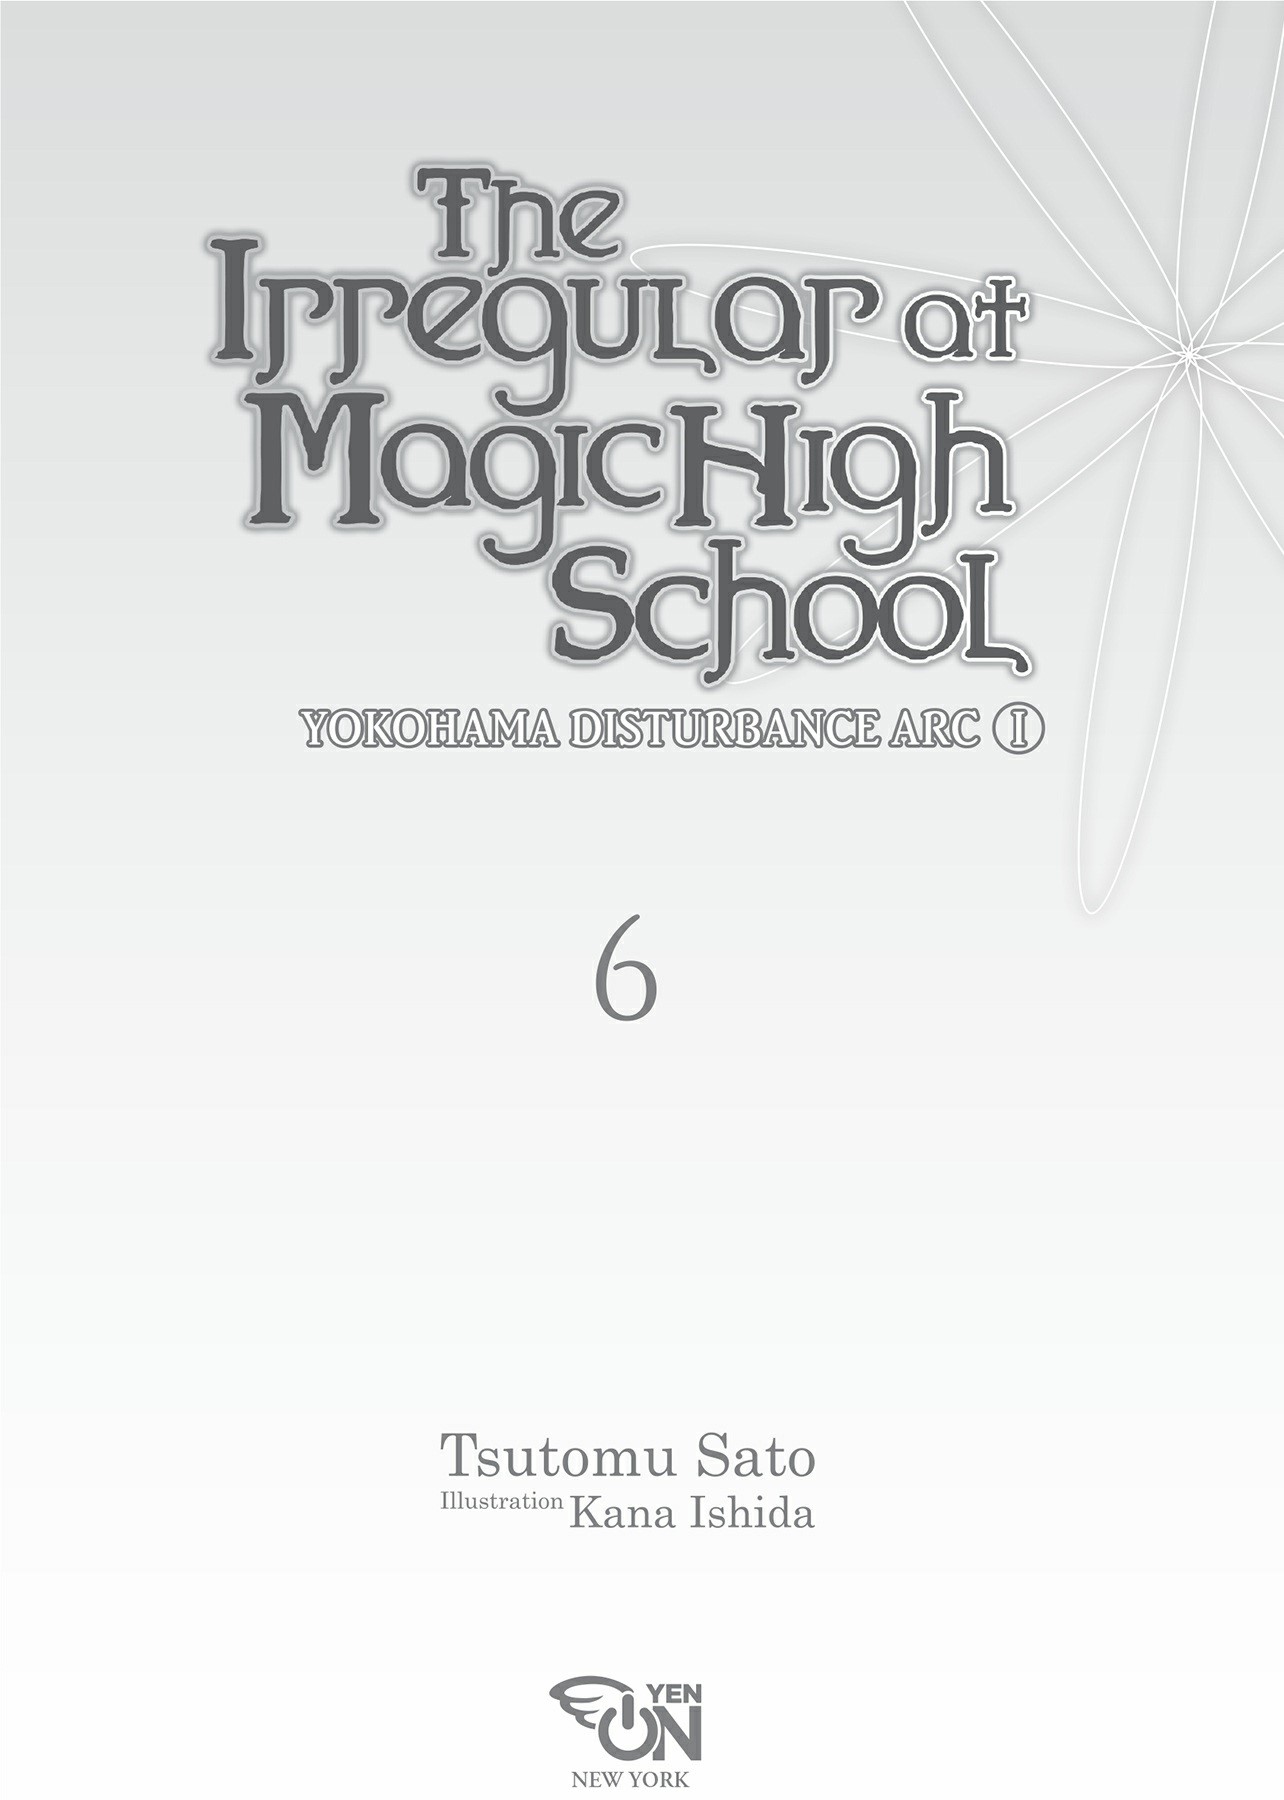 The
Irregular at
Magic High
School
YOKOHAMA DISTURBANCE ARC I
6
Tsutomu Sato
Illustration Kana Ishida
YEN
ON
NEW YORK